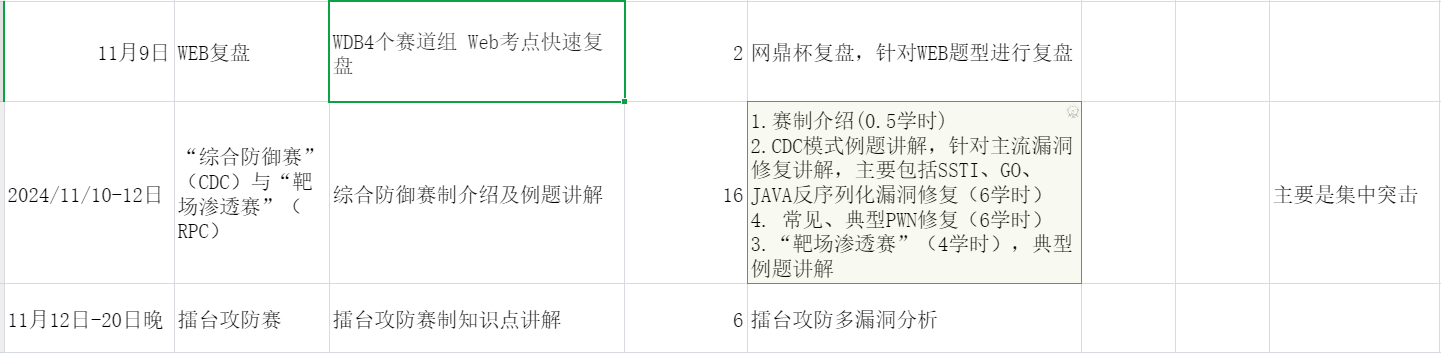 11月9日
WEB复盘
WDB4个赛道组 Web考点快速复
盘
2
网鼎杯复盘，针对WEB题型进行复盘
2024/11/10-12日
“综合防御赛”
（CDC）与“靶
场渗透赛”（
RPC）
综合防御赛制介绍及例题讲解
16
1.赛制介绍(0.5学时)
2.CDC模式例题讲解，针对主流漏洞
修复讲解，主要包括SSTI、GO、
JAVA反序列化漏洞修复（6学时）
4. 常见、典型PWN修复（6学时）
3.“靶场渗透赛”（4学时），典型
例题讲解
主要是集中突击
11月12日-20日晚
擂台攻防赛
擂台攻防赛制知识点讲解
6
擂台攻防多漏洞分析